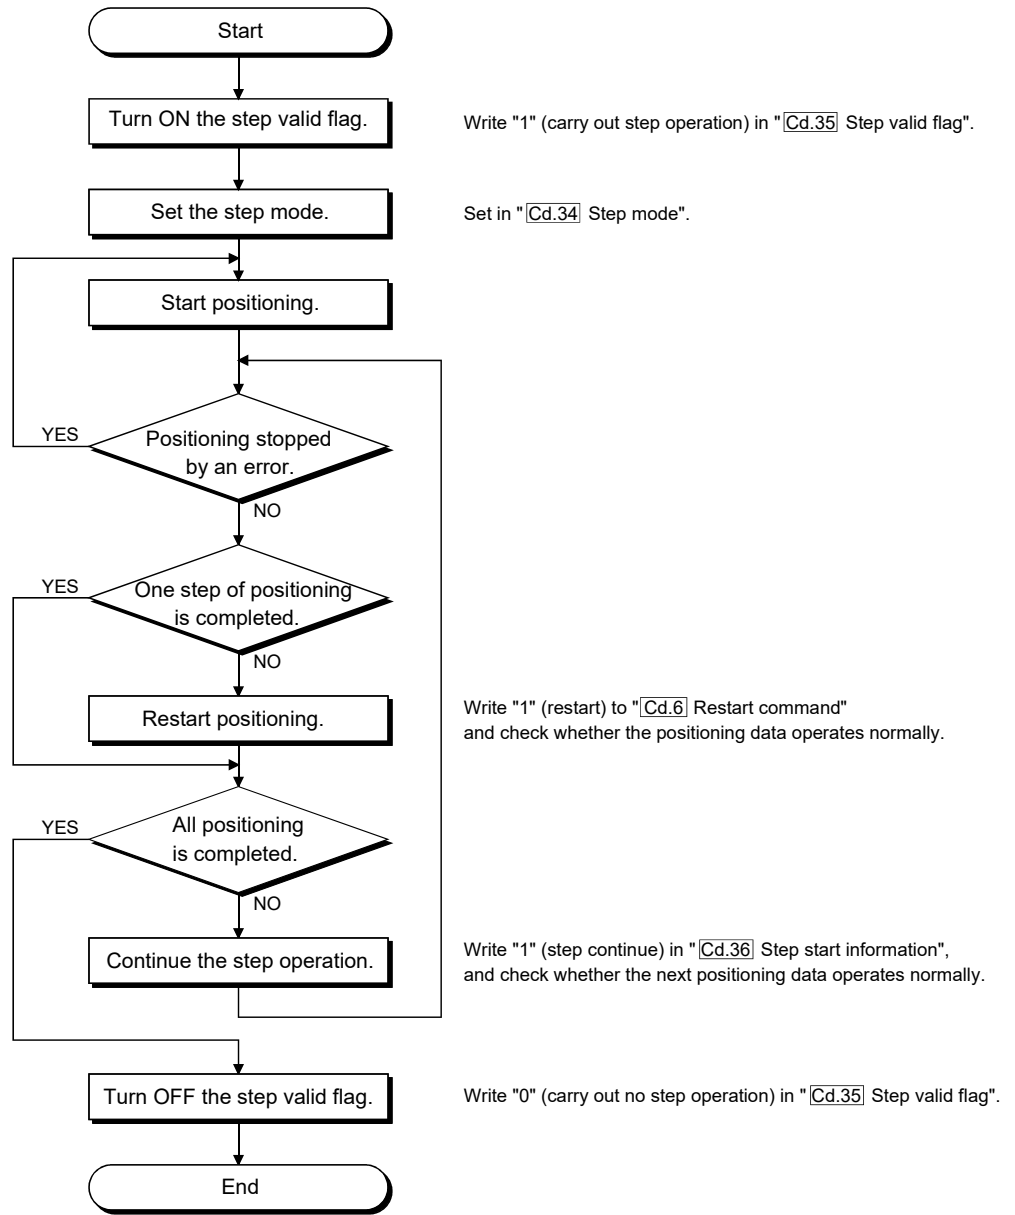 Start
Turn ON the step valid flag.
Write "1" (carry out step operation) in " Cd.35 Step valid flag".
Set the step mode.
Set in " Cd.34 Step mode".
Start positioning.
YES
Positioning stopped
by an error.
NO
YES
One step of positioning
is completed.
NO
Restart positioning.
Write "1" (restart) to " Cd.6 Restart command"
and check whether the positioning data operates normally.
YES
All positioning
is completed.
NO
Continue the step operation.
Write "1" (step continue) in " Cd.36 Step start information",
and check whether the next positioning data operates normally.
Turn OFF the step valid flag.
Write "0" (carry out no step operation) in " Cd.35 Step valid flag".
End